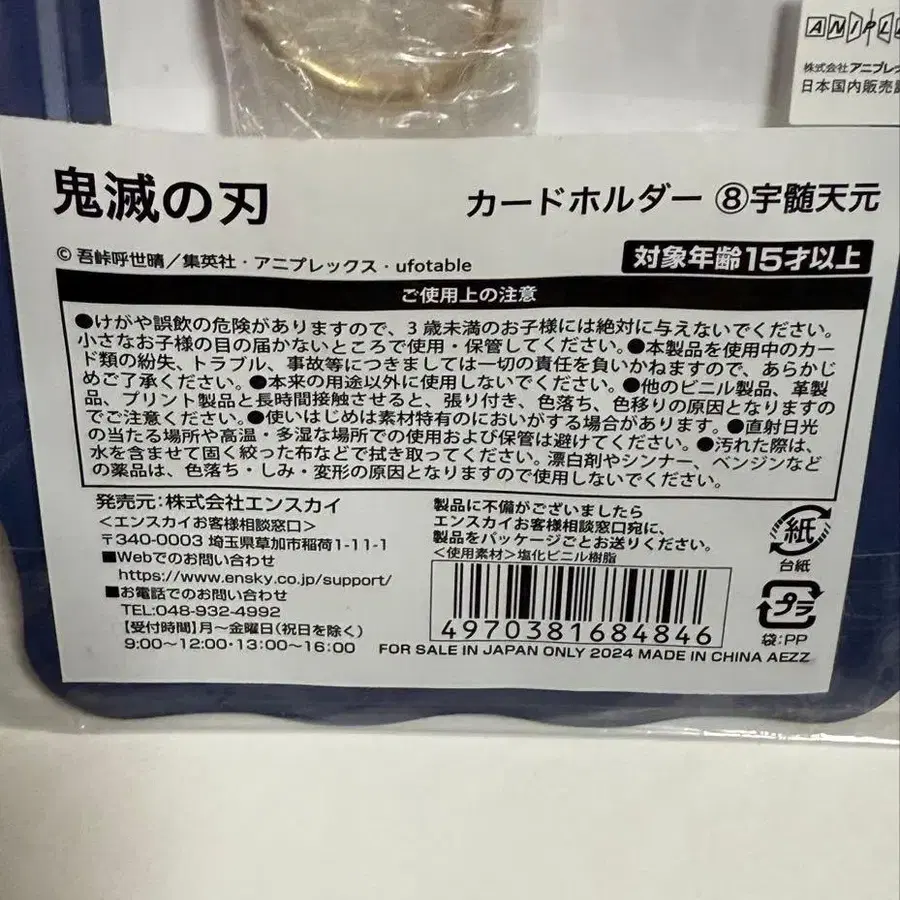 ANIPL
株式会社アニプレッ
日本国内販売
鬼滅の刃
カードホルダー ⑧宇髄天元
© 吾峠呼世晴／集英社・アニプレックス・ufotable
対象年齢15才以上
ご使用上の注意
●けがや誤飲の危険がありますので、3歳未満のお子様には絶対に与えないでください。
小さなお子様の目の届かないところで使用・保管してください。●本製品を使用中のカー
ド類の紛失、トラブル、事故等につきましては一切の責任を負いかねますので、あらかじ
めご了承ください。●本来の用途以外に使用しないでください。●他のビニル製品、革製
品、プリント製品と長時間接触させると、張り付き、色落ち、色移りの原因となりますの
でご注意ください。●使いはじめは素材特有のにおいがする場合があります。●直射日光
の当たる場所や高温・多湿な場所での使用および保管は避けてください。●汚れた際は、
水を含ませて固く絞った布などで拭き取ってください。漂白剤やシンナー、ベンジンなど
の薬品は、色落ち・しみ・変形の原因となりますので使用しないでください。
発売元：株式会社エンスカイ
＜エンスカイお客様相談窓口＞
〒340-0003 埼玉県草加市稲荷1-11-1
■Webでのお問い合わせ
https://www.ensky.co.jp/support/
■お電話でのお問い合わせ
TEL:048-932-4992
【受付時間】月〜金曜日(祝日を除く)
9:00〜12:00・13:00〜16:00
製品に不備がございましたら
エンスカイお客様相談窓口宛に、
製品をパッケージごとお送りください。
＜使用素材＞塩化ビニル樹脂
4970381684846
FOR SALE IN JAPAN ONLY 2024 MADE IN CHINA AEZZ
紙
台紙
プラ
袋:PP